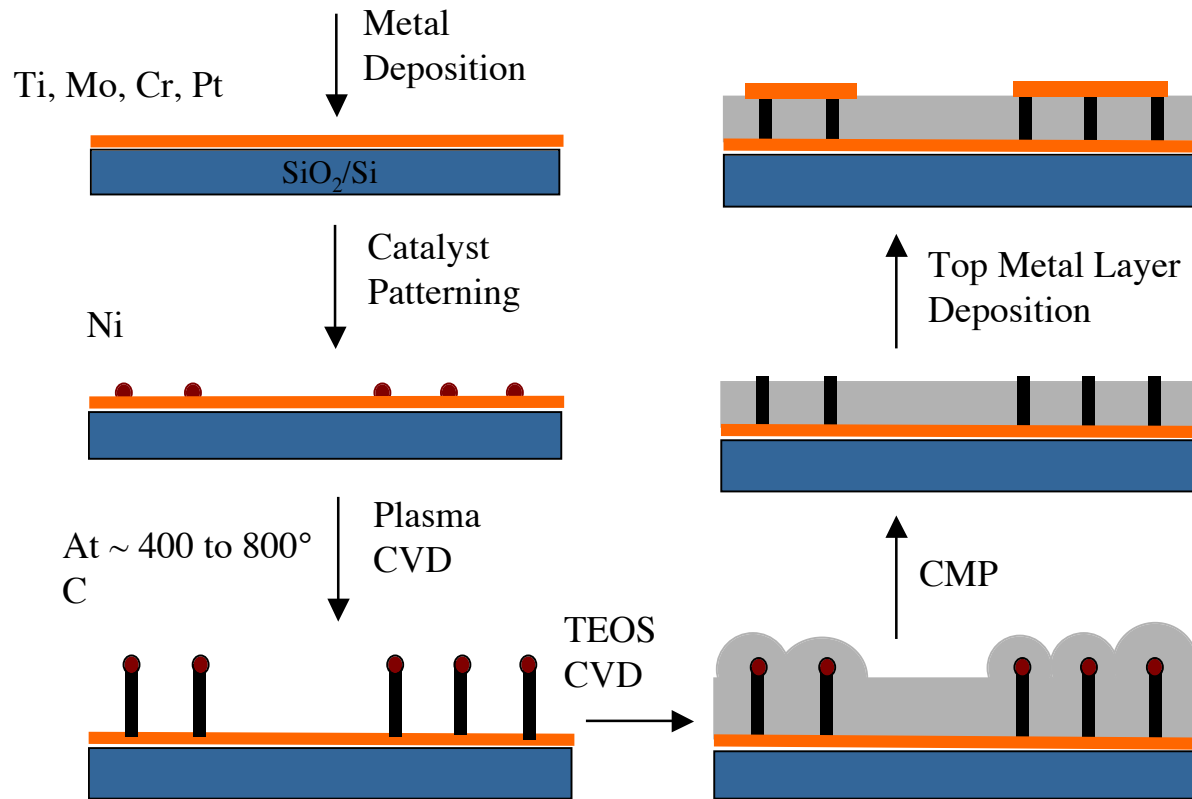 Metal
Deposition
Ti, Mo, Cr, Pt
SiO₂/Si
Catalyst
Patterning
Ni
Plasma
CVD
At ~ 400 to 800°
C
TEOS
CVD
CMP
Top Metal Layer
Deposition